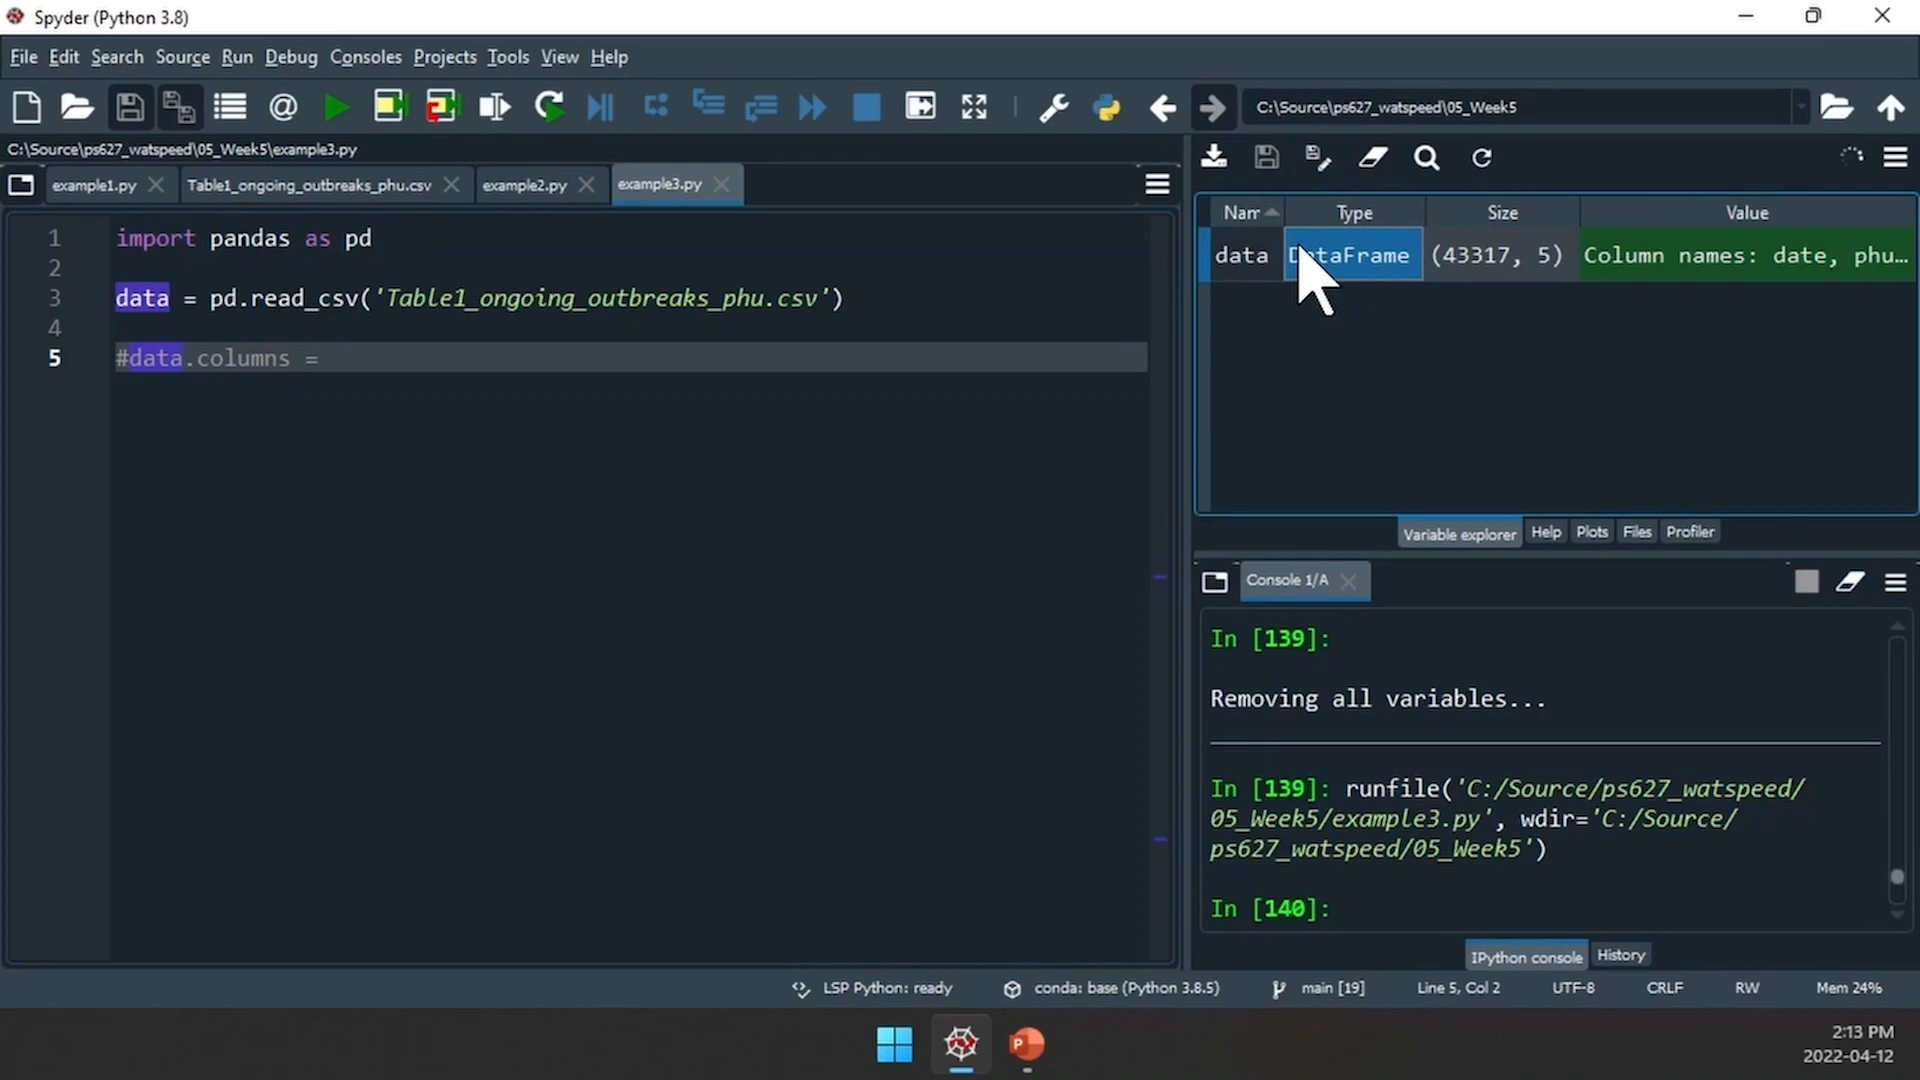 Spyder (Python 3.8)
File Edit Search Source Run Debug Consoles Projects Tools View Help
C:\Source\ps627_watspeed\05_Week5
C:\Source\ps627_watspeed\05_Week5\example3.py
example1.py Table1_ongoing_outbreaks_phu.csv example2.py example3.py
Nam Type Size Value
data DataFrame (43317, 5) Column names: date, phu...
1 import pandas as pd
2
3 data = pd.read_csv('Table1_ongoing_outbreaks_phu.csv')
4
5 #data.columns =
Variable explorer Help Plots Files Profiler
Console 1/A
In [139]:
Removing all variables...
In [139]: runfile('C:/Source/ps627_watspeed/
05_Week5/example3.py', wdir='C:/Source/
ps627_watspeed/05_Week5')
In [140]:
IPython console History
LSP Python: ready conda: base (Python 3.8.5) main [19] Line 5, Col 2 UTF-8 CRLF RW Mem 24%
P
2:13 PM
2022-04-12